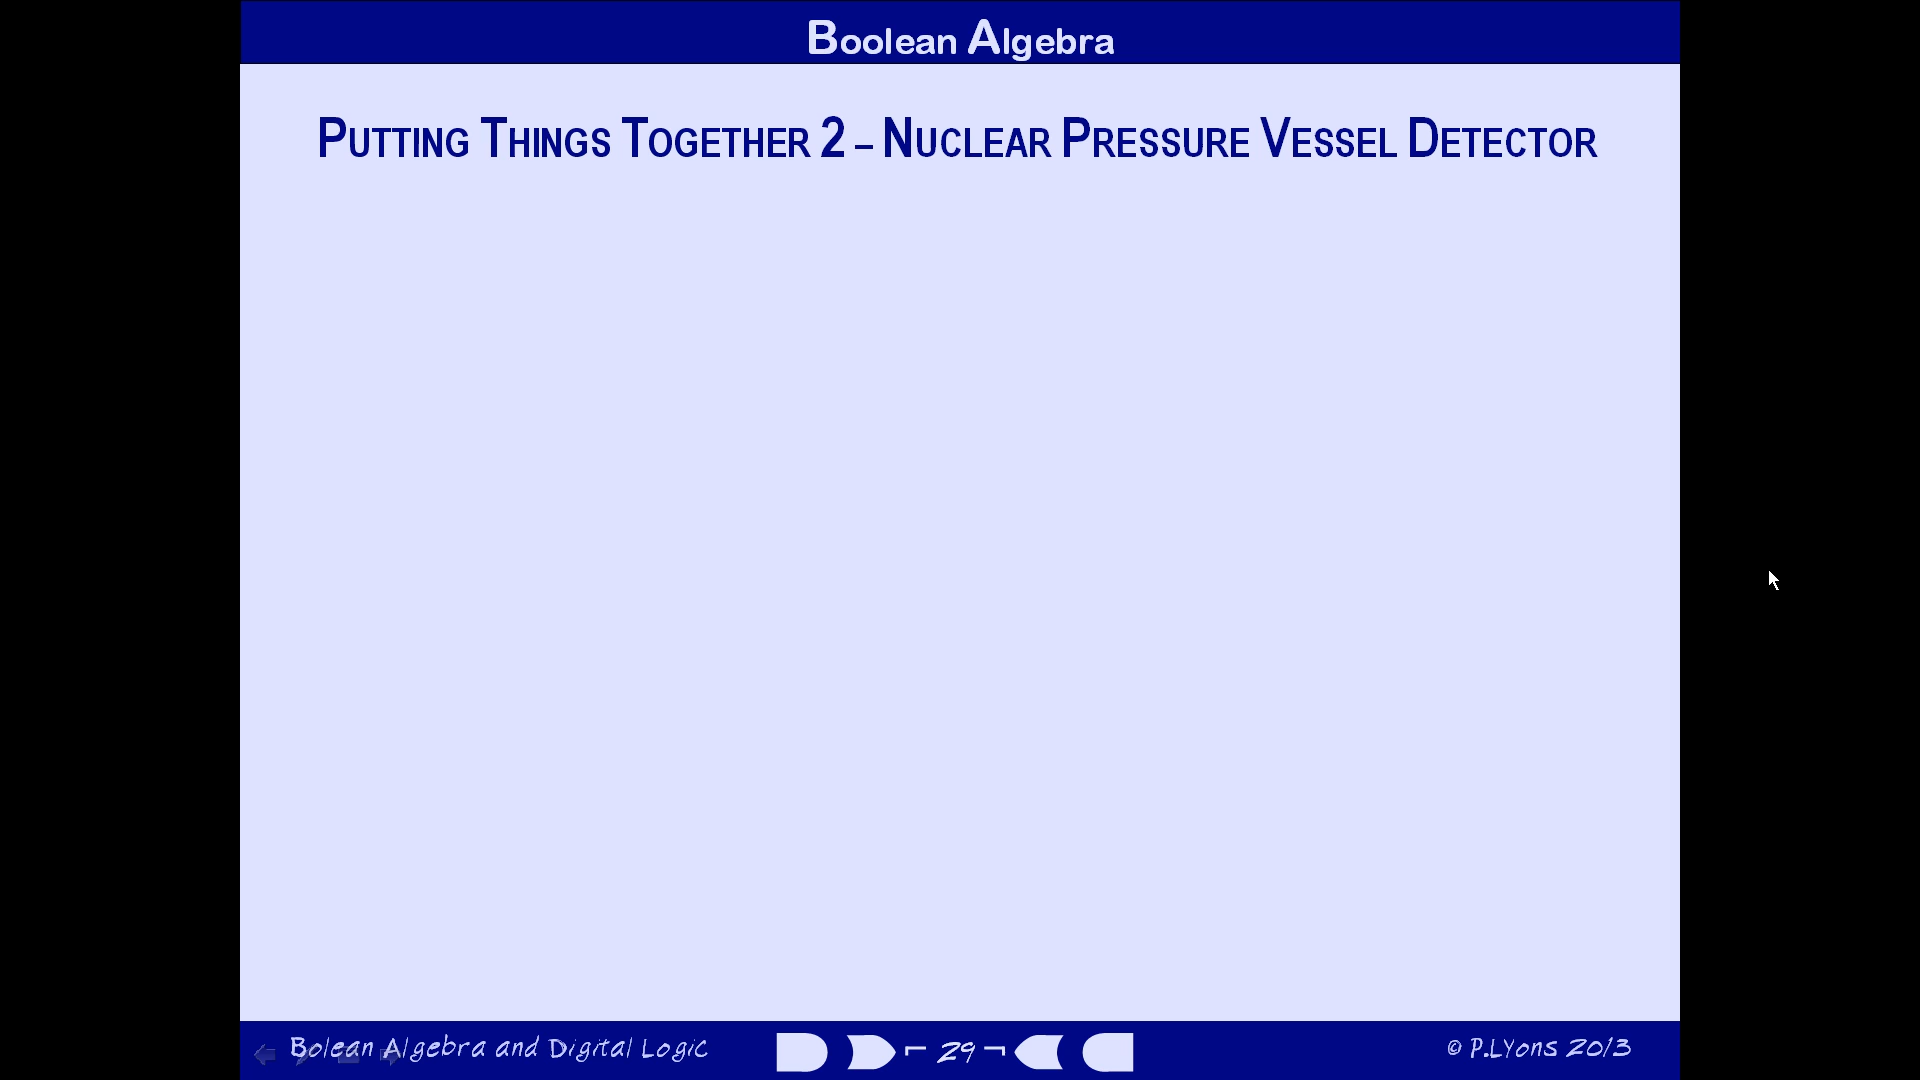 Boolean Algebra
Putting Things Together 2 – Nuclear Pressure Vessel Detector
Bolean Algebra and Digital Logic
29
© P.Lyons 2013